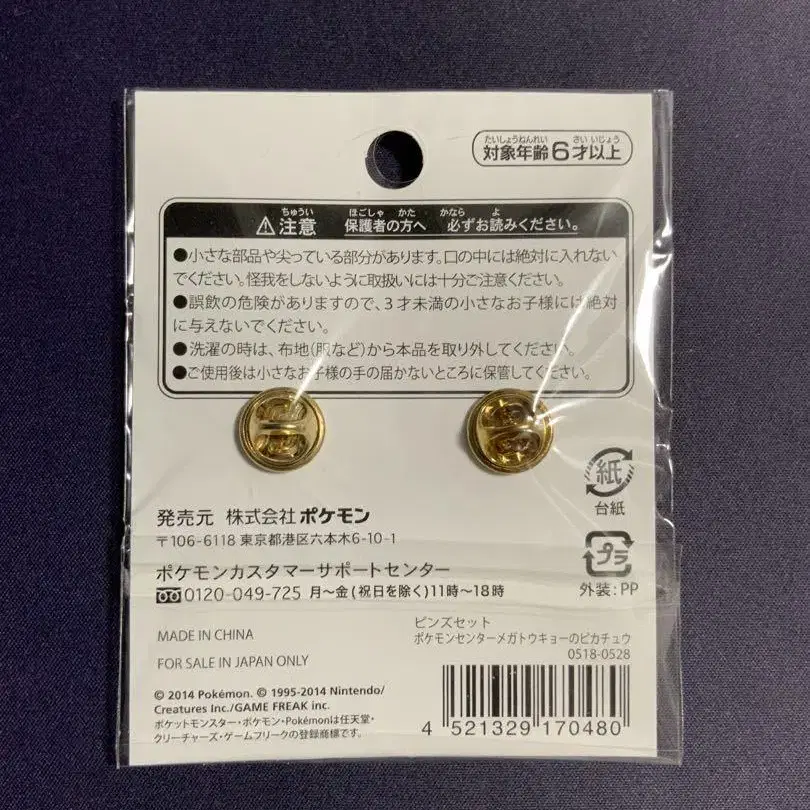 たいしょうねんれい さい いじょう
対象年齢6才以上
ちゅうい ほごしゃ かた かなら よ
⚠注意 保護者の方へ 必ずお読みください。
●小さな部品や尖っている部分があります。口の中には絶対に入れない
でください。怪我をしないように取扱いには十分ご注意ください。
●誤飲の危険がありますので、3才未満の小さなお子様には絶対
に与えないでください。
●洗濯の時は、布地(服など)から本品を取り外してください。
●ご使用後は小さなお子様の手の届かないところに保管してください。
紙
台紙
発売元 株式会社 ポケモン
〒106-6118 東京都港区六本木6-10-1
プラ
外装:PP
ポケモンカスタマーサポートセンター
0120-049-725 月〜金(祝日を除く)11時〜18時
MADE IN CHINA
FOR SALE IN JAPAN ONLY
ピンズセット
ポケモンセンターメガトウキョーのピカチュウ
0518-0528
© 2014 Pokémon. © 1995-2014 Nintendo/
Creatures Inc./GAME FREAK inc.
ポケットモンスター・ポケモン・Pokémonは任天堂・
クリーチャーズ・ゲームフリークの登録商標です。
4 521329 170480